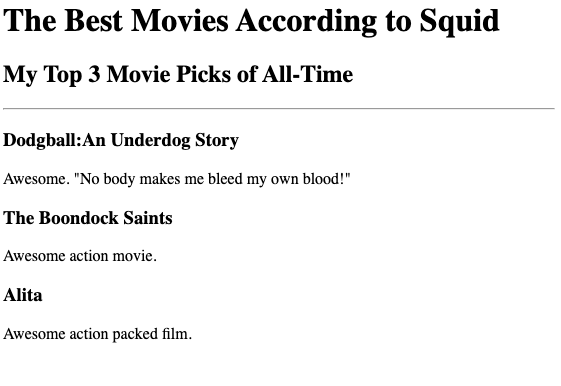 The Best Movies According to Squid
My Top 3 Movie Picks of All-Time
Dodgball:An Underdog Story
Awesome. "No body makes me bleed my own blood!"
The Boondock Saints
Awesome action movie.
Alita
Awesome action packed film.